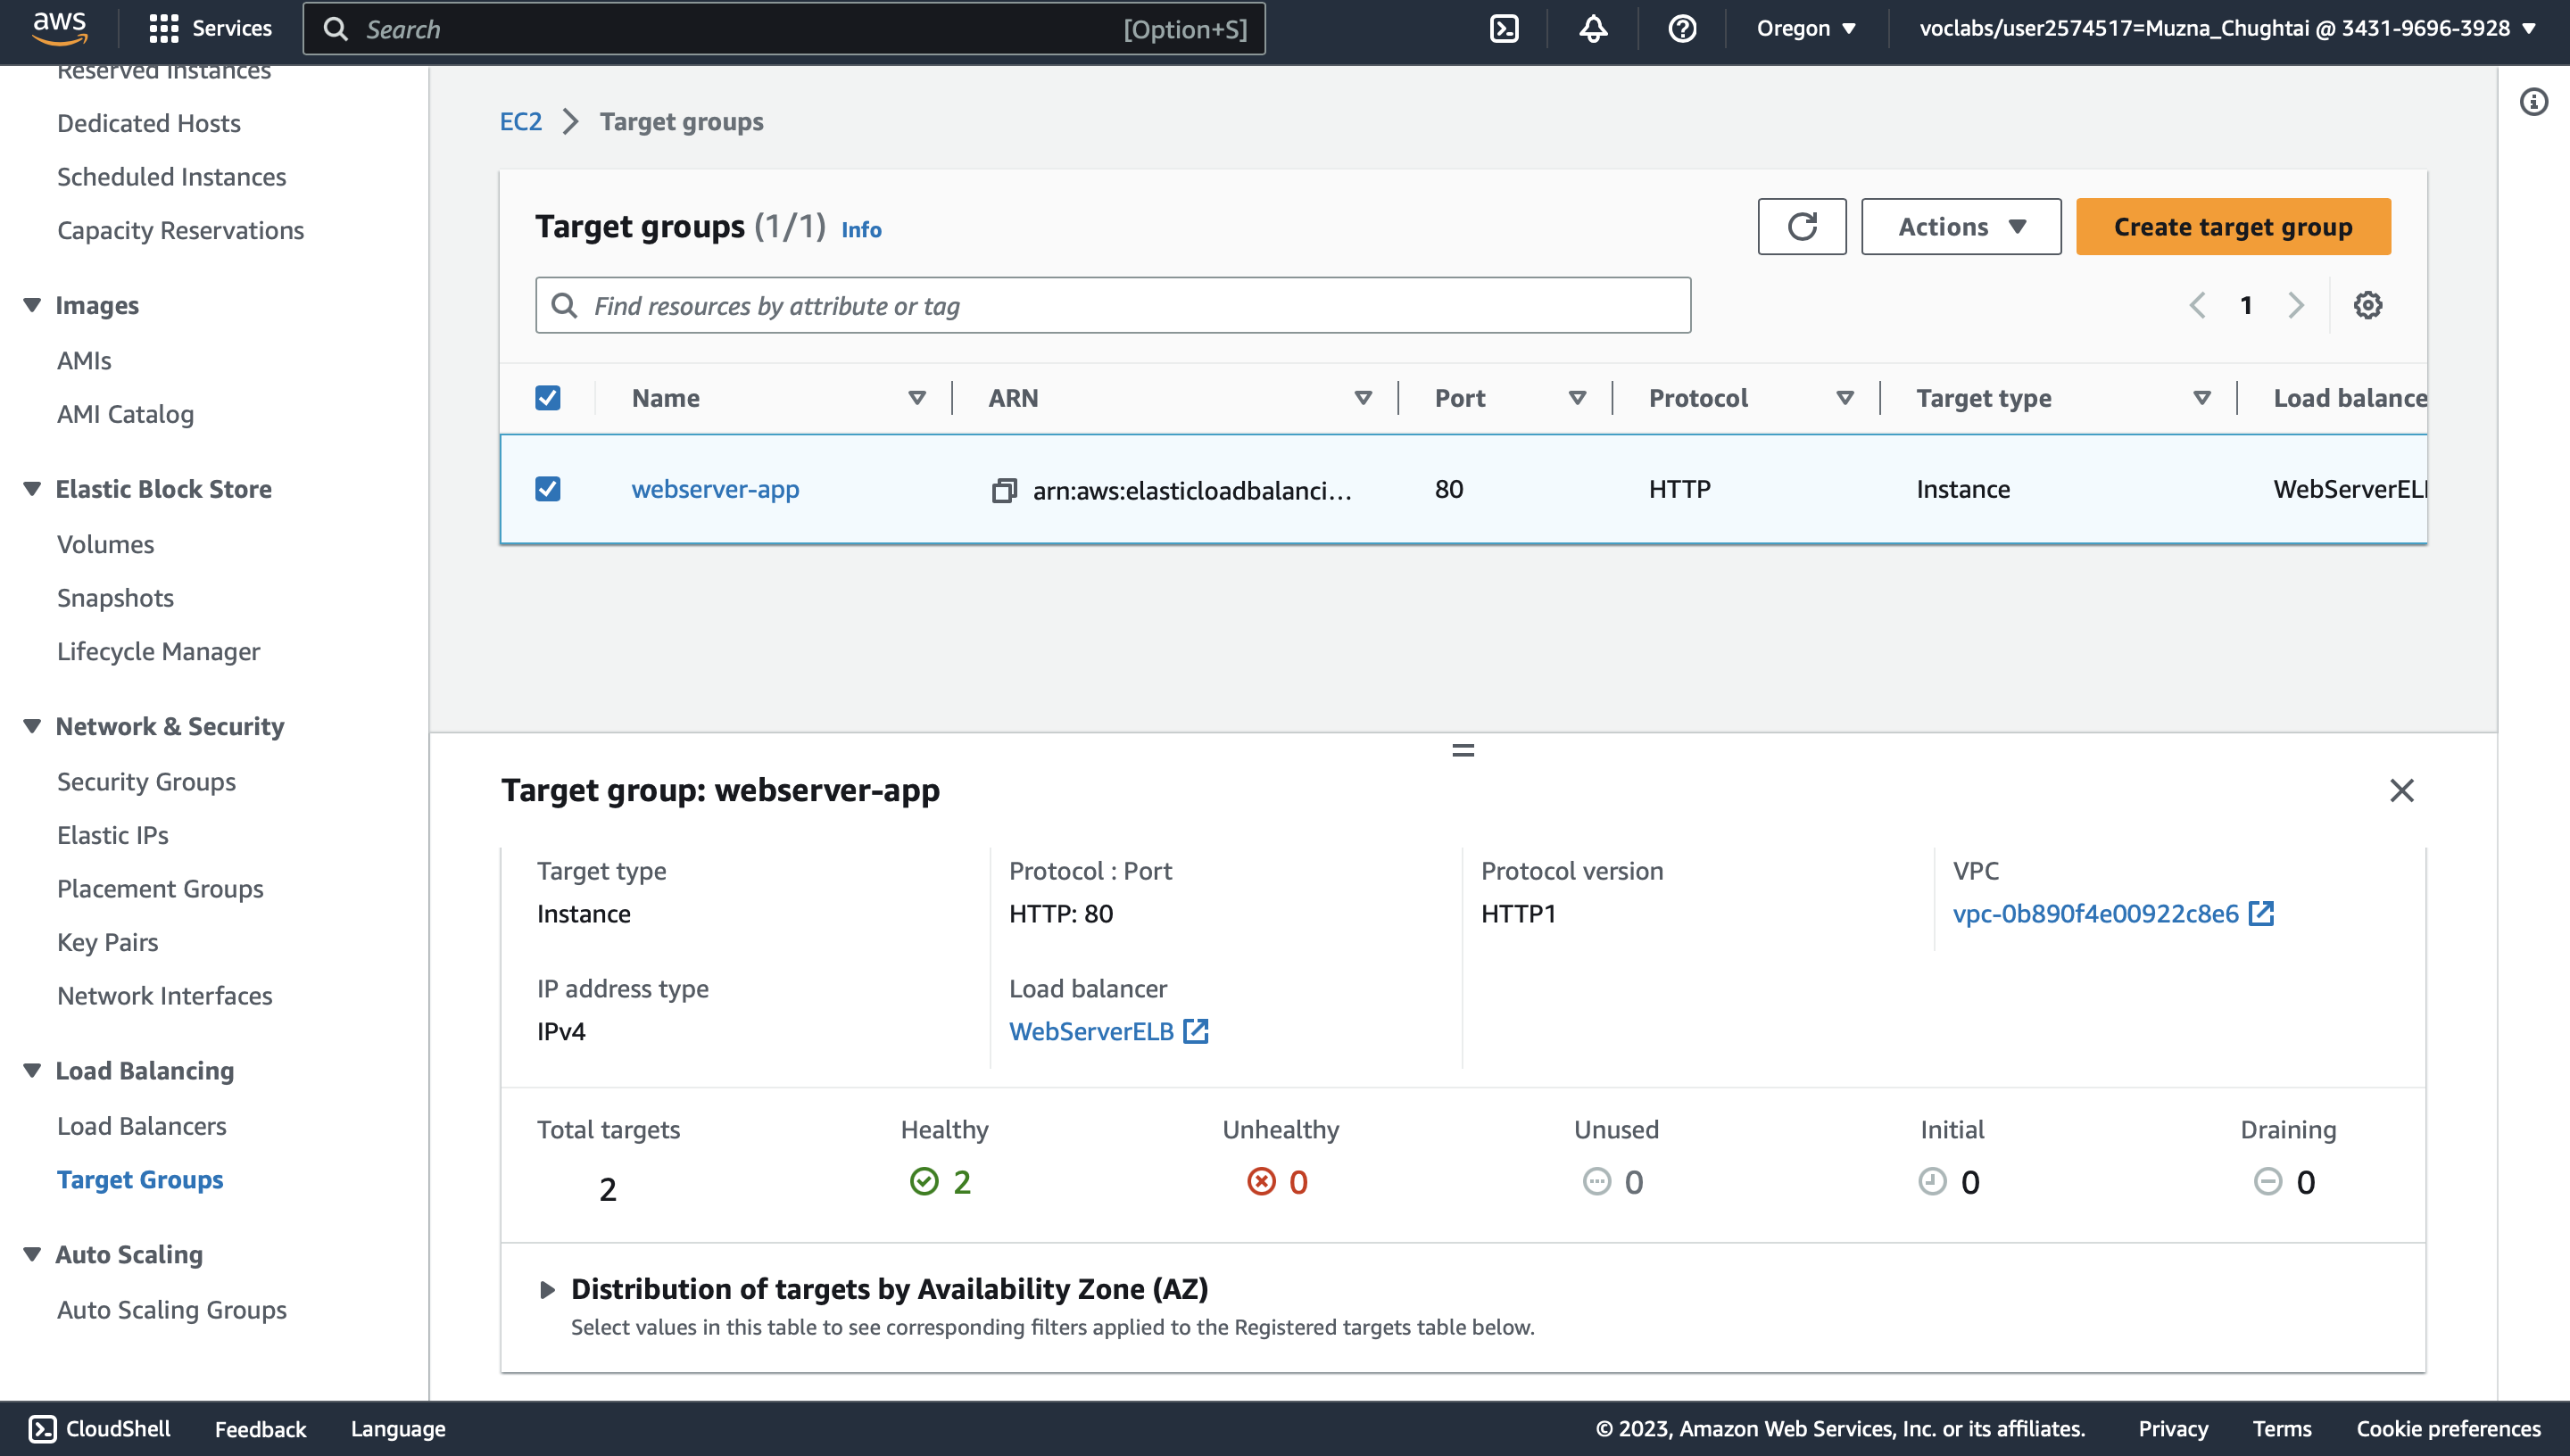 aws
Services
Search
[Option+S]
Oregon
voclabs/user2574517=Muzna_Chughtai @ 3431-9696-3928
Reserved Instances
Dedicated Hosts
Scheduled Instances
Capacity Reservations
Images
AMIs
AMI Catalog
Elastic Block Store
Volumes
Snapshots
Lifecycle Manager
Network & Security
Security Groups
Elastic IPs
Placement Groups
Key Pairs
Network Interfaces
Load Balancing
Load Balancers
Target Groups
Auto Scaling
Auto Scaling Groups
EC2 > Target groups
Target groups (1/1) Info
Actions
Create target group
Find resources by attribute or tag
1
Name ARN Port Protocol Target type Load balance
webserver-app arn:aws:elasticloadbalanci... 80 HTTP Instance WebServerEL
Target group: webserver-app
Target type
Instance
Protocol : Port
HTTP: 80
Protocol version
HTTP1
VPC
vpc-0b890f4e00922c8e6
IP address type
IPv4
Load balancer
WebServerELB
Total targets
2
Healthy
2
Unhealthy
0
Unused
0
Initial
0
Draining
0
Distribution of targets by Availability Zone (AZ)
Select values in this table to see corresponding filters applied to the Registered targets table below.
CloudShell Feedback Language
© 2023, Amazon Web Services, Inc. or its affiliates. Privacy Terms Cookie preferences